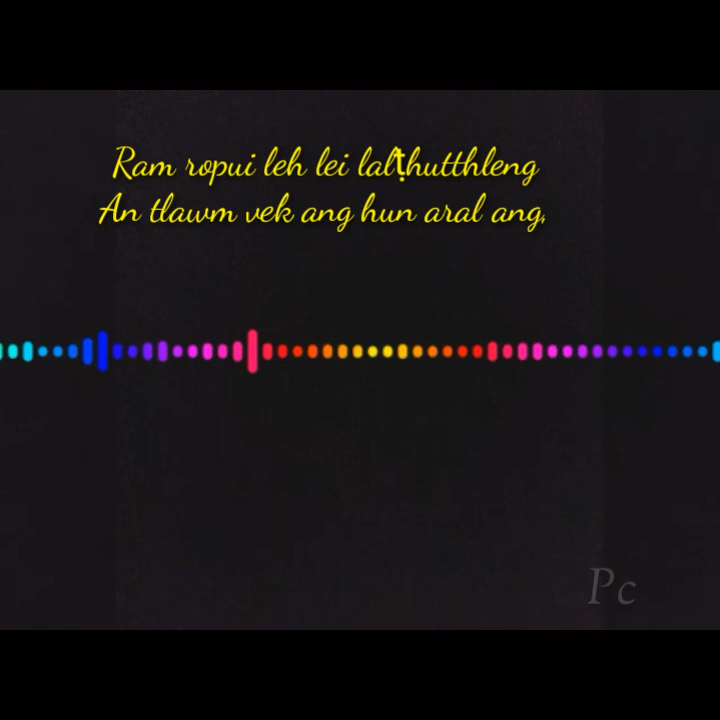 Ram ropui leh lei lalṭhutthleng
An tlawm vek ang hun aral ang,
Pc